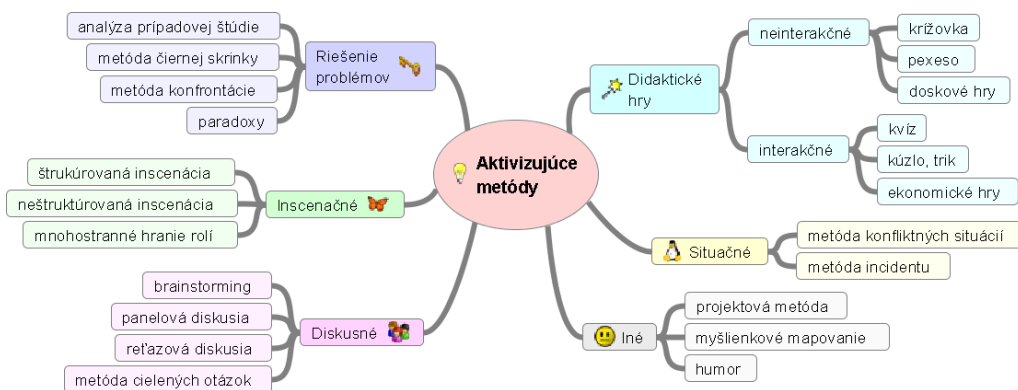 Aktivizujúce
metódy
Riešenie
problémov
analýza prípadovej štúdie
metóda čiernej skrinky
metóda konfrontácie
paradoxy
Inscenačné
štrukúrovaná inscenácia
neštruktúrovaná inscenácia
mnohostranné hranie rolí
Diskusné
brainstorming
panelová diskusia
reťazová diskusia
metóda cielených otázok
Didaktické
hry
neinterakčné
krížovka
pexeso
doskové hry
interakčné
kvíz
kúzlo, trik
ekonomické hry
Situačné
metóda konfliktných situácií
metóda incidentu
Iné
projektová metóda
myšlienkové mapovanie
humor